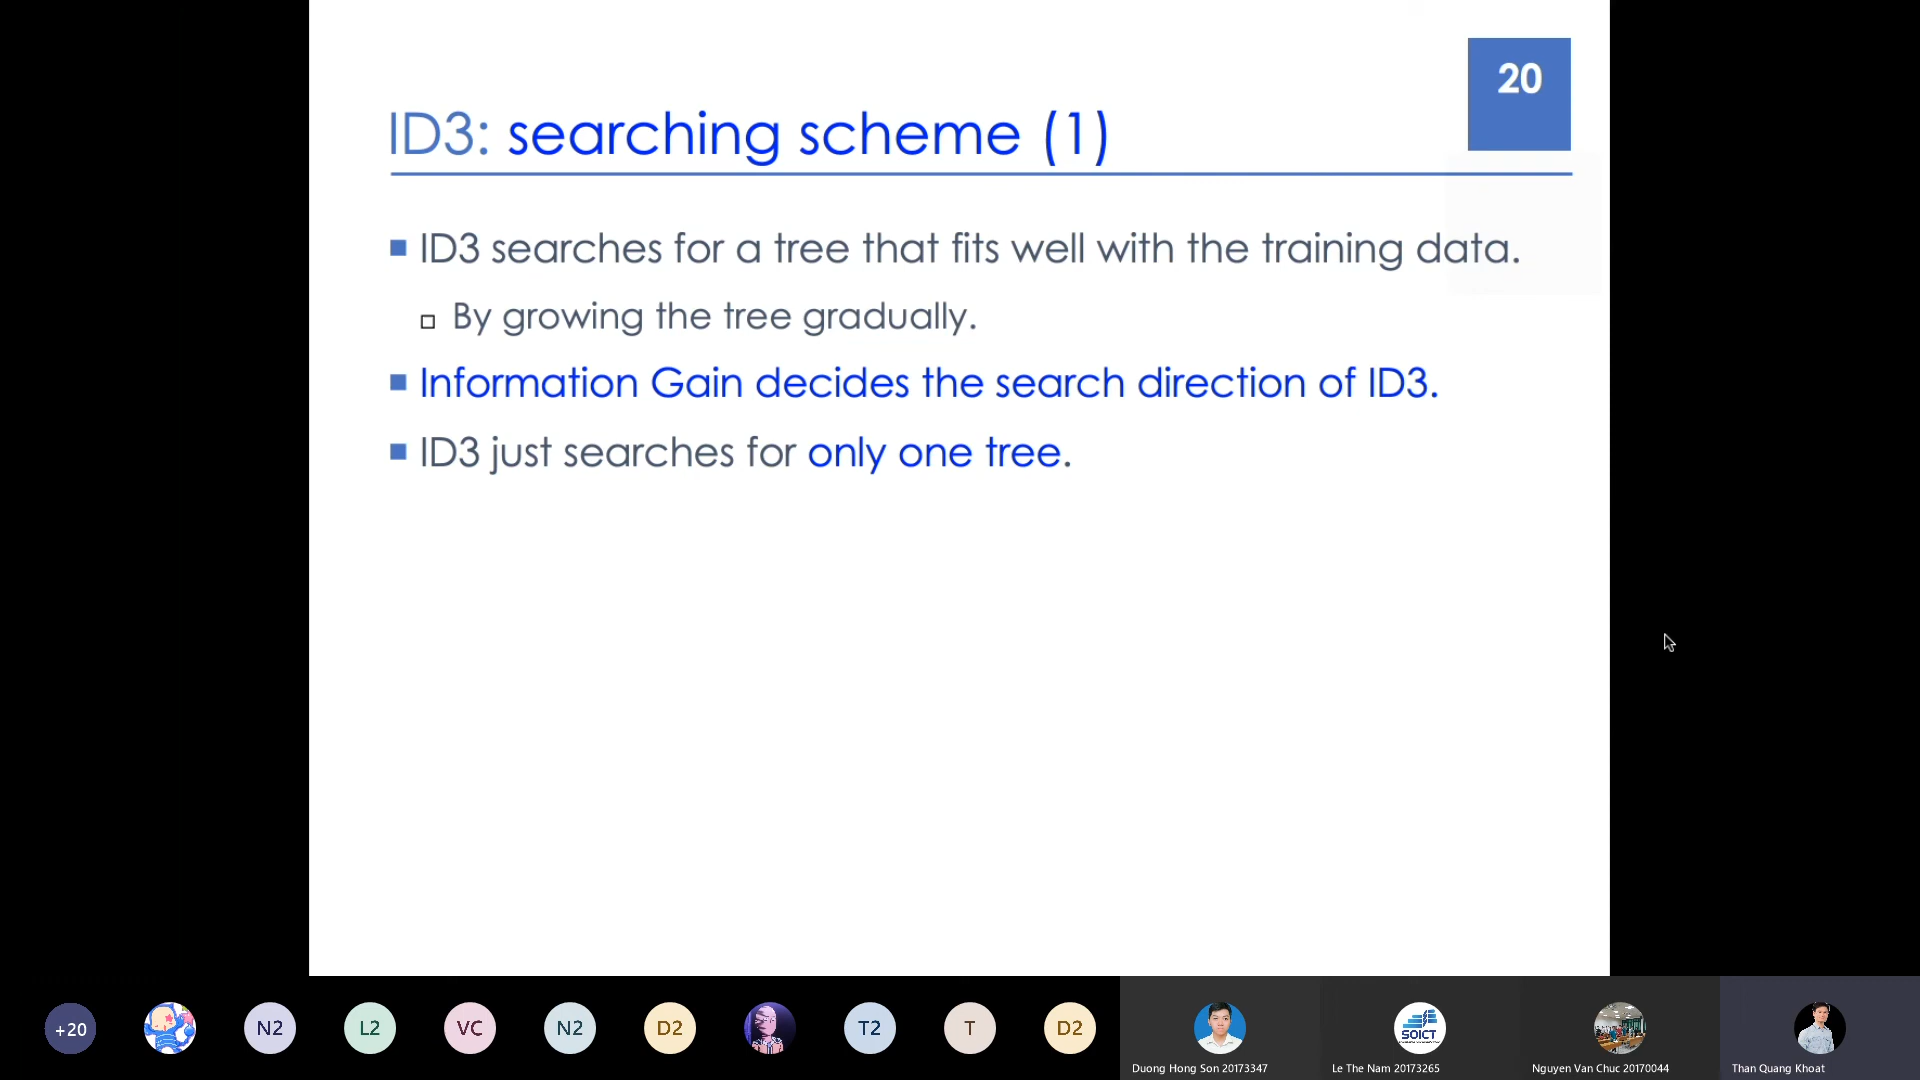 20
ID3: searching scheme (1)
ID3 searches for a tree that fits well with the training data.
By growing the tree gradually.
Information Gain decides the search direction of ID3.
ID3 just searches for only one tree.
+20
N2
L2
VC
N2
D2
T2
T
D2
SOICT
Duong Hong Son 20173347
Le The Nam 20173265
Nguyen Van Chuc 20170044
Than Quang Khoat